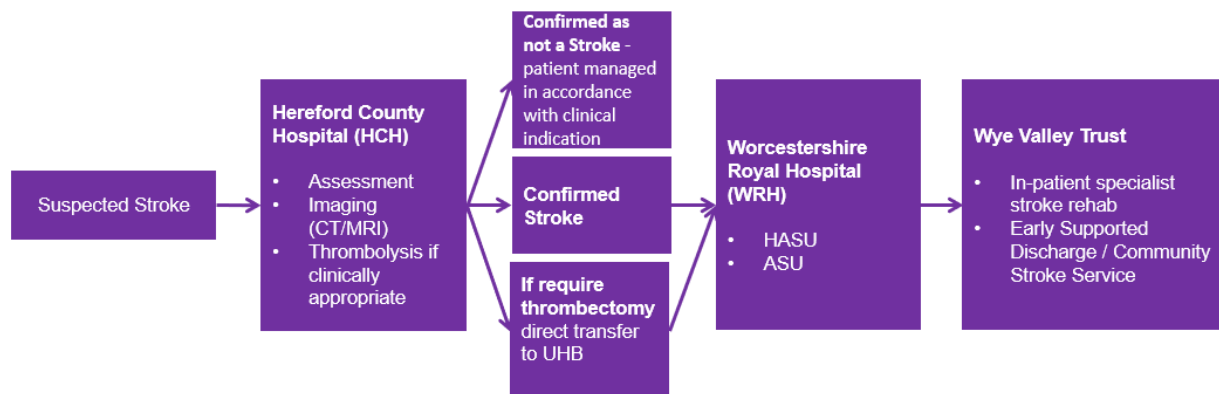 Suspected Stroke
Hereford County
Hospital (HCH)
• Assessment
• Imaging
(CT/MRI)
• Thrombolysis if
clinically
appropriate
Confirmed as
not a Stroke -
patient managed
in accordance
with clinical
indication
Confirmed
Stroke
If require
thrombectomy
direct transfer
to UHB
Worcestershire
Royal Hospital
(WRH)
• HASU
• ASU
Wye Valley Trust
• In-patient specialist
stroke rehab
• Early Supported
Discharge / Community
Stroke Service